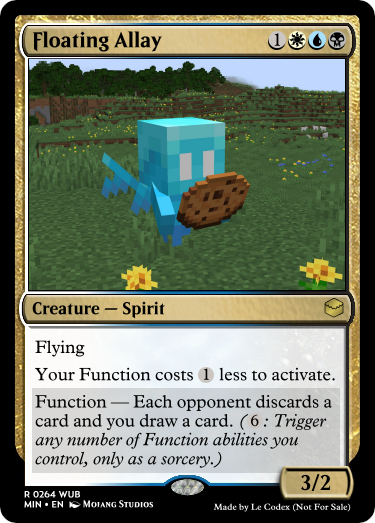 Floating Allay 1
Creature — Spirit
Flying
Your Function costs 1 less to activate.
Function — Each opponent discards a
card and you draw a card. (6 : Trigger
any number of Function abilities you
control, only as a sorcery.)
3/2
R 0264 WUB
MIN • EN Mojang Studios
Made by Le Codex (Not For Sale)